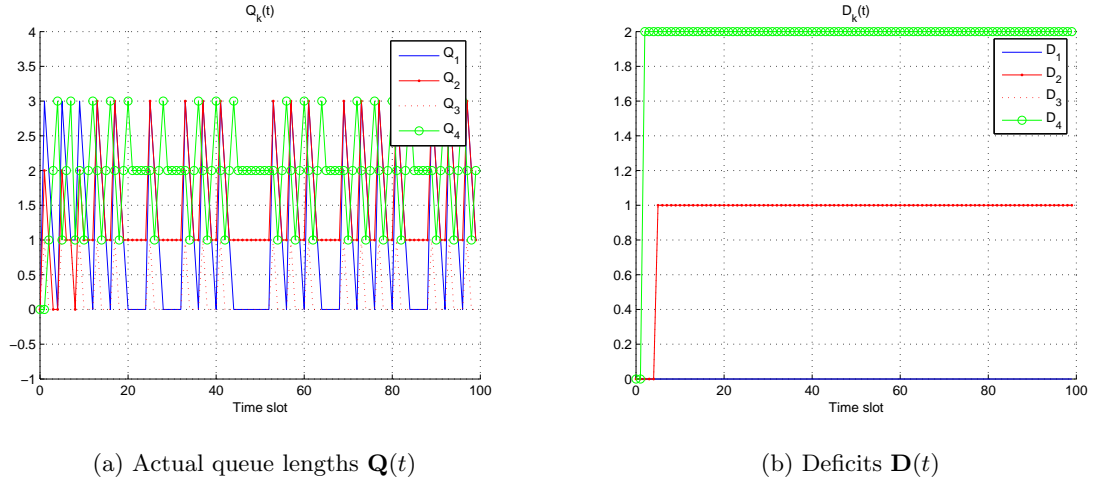 Q_k(t)
4
3.5
3
2.5
2
1.5
1
0.5
0
−0.5
−1
0 20 40 60 80 100
Time slot
Q_1
Q_2
Q_3
Q_4
(a) Actual queue lengths Q(t)
D_k(t)
2
1.8
1.6
1.4
1.2
1
0.8
0.6
0.4
0.2
0
0 20 40 60 80 100
Time slot
D_1
D_2
D_3
D_4
(b) Deficits D(t)